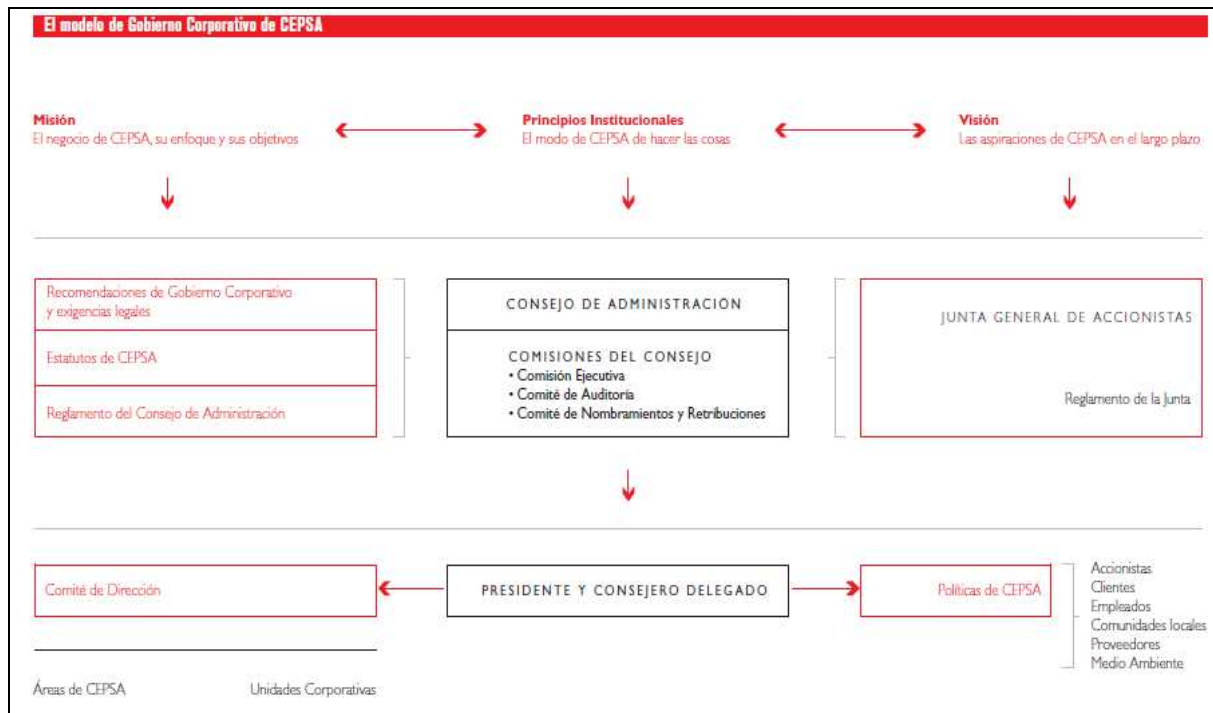 El modelo de Gobierno Corporativo de CEPSA
Misión
El negocio de CEPSA, su enfoque y sus objetivos
Principios Institucionales
El modo de CEPSA de hacer las cosas
Visión
Las aspiraciones de CEPSA en el largo plazo
Recomendaciones de Gobierno Corporativo
y exigencias legales
Estatutos de CEPSA
Reglamento del Consejo de Administración
CONSEJO DE ADMINISTRACIÓN
COMISIONES DEL CONSEJO
• Comisión Ejecutiva
• Comité de Auditoría
• Comité de Nombramientos y Retribuciones
JUNTA GENERAL DE ACCIONISTAS
Reglamento de la Junta
Comité de Dirección
PRESIDENTE Y CONSEJERO DELEGADO
Políticas de CEPSA
Accionistas
Clientes
Empleados
Comunidades locales
Proveedores
Medio Ambiente
Áreas de CEPSA
Unidades Corporativas